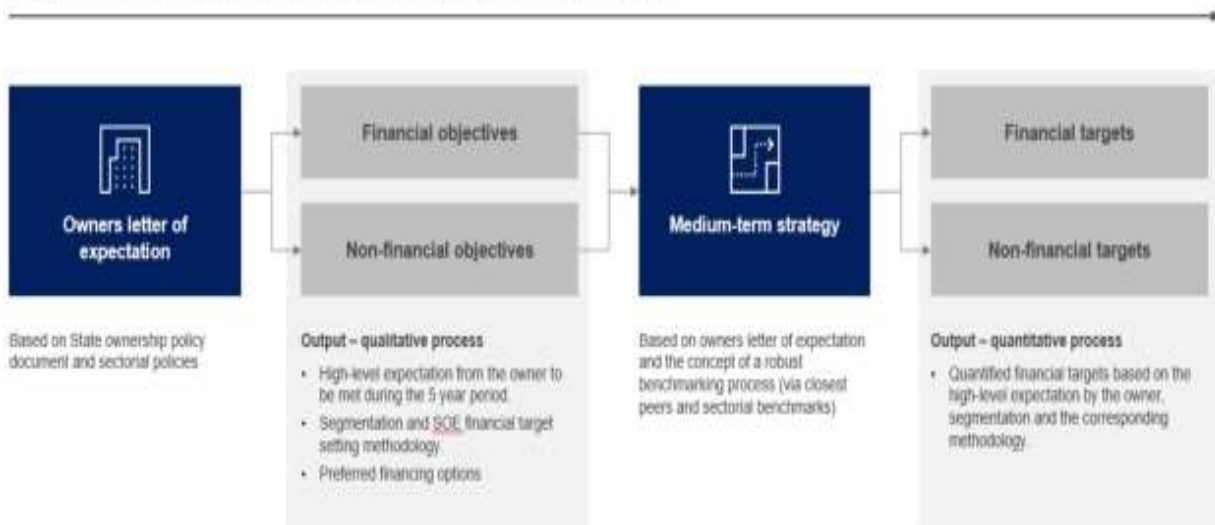 Owners letter of
expectation
Based on State ownership policy
document and sectorial policies
Financial objectives
Non-financial objectives
Output – qualitative process
• High-level expectation from the owner to
be met during the 5 year period.
• Segmentation and SOE financial target
setting methodology.
• Preferred financing options
Medium-term strategy
Based on owners letter of expectation
and the concept of a robust
benchmarking process (via closest
peers and sectorial benchmarks)
Financial targets
Non-financial targets
Output – quantitative process
• Quantified financial targets based on the
high-level expectation by the owner,
segmentation and the corresponding
methodology.